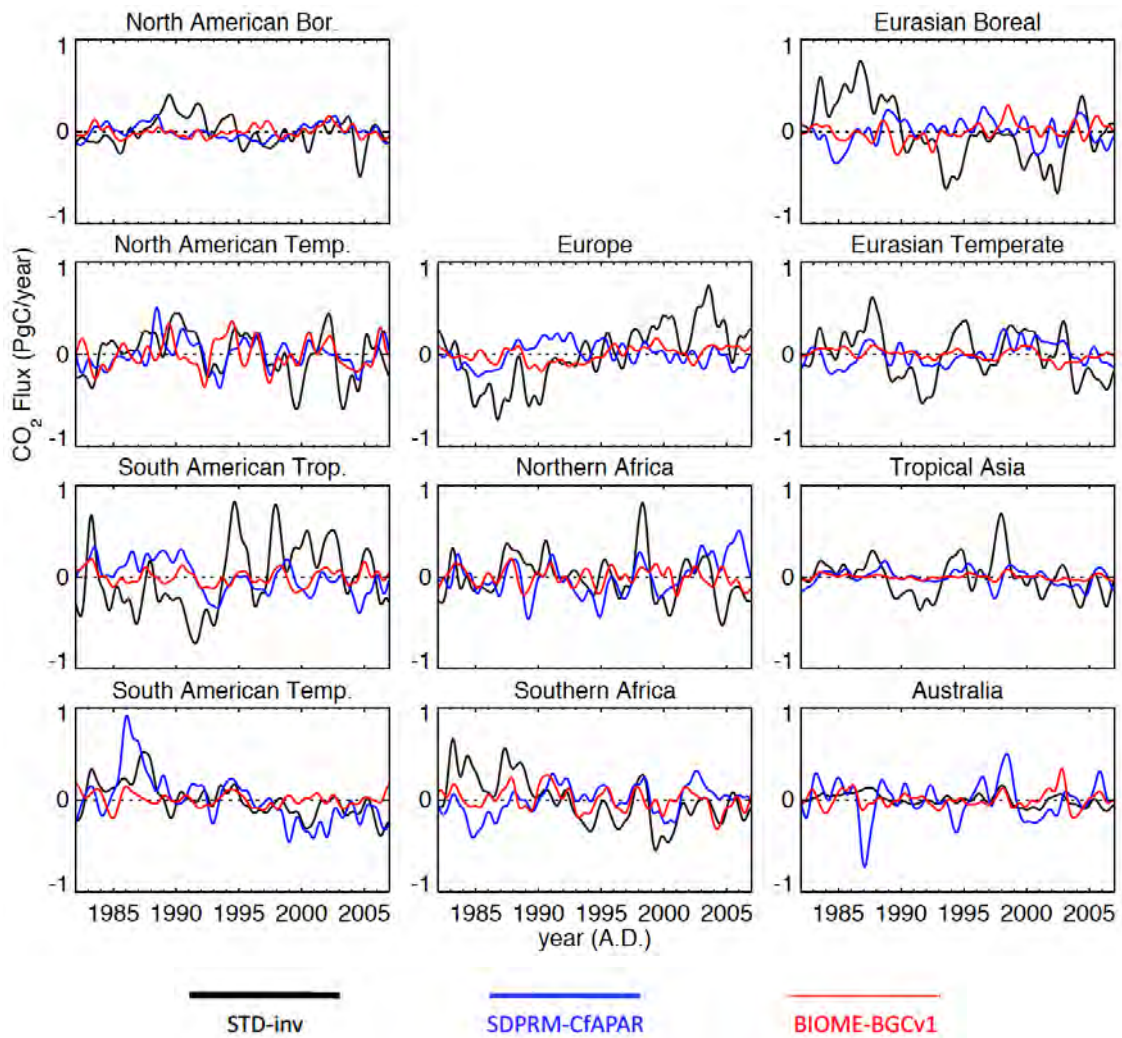 North American Bor.
Eurasian Boreal
1
0
-1
1
0
-1
North American Temp.
Europe
Eurasian Temperate
1
0
-1
1
0
-1
1
0
-1
CO2 Flux (PgC/year)
South American Trop.
Northern Africa
Tropical Asia
1
0
-1
1
0
-1
1
0
-1
South American Temp.
Southern Africa
Australia
1
0
-1
1
0
-1
1
0
-1
1985 1990 1995 2000 2005
1985 1990 1995 2000 2005
1985 1990 1995 2000 2005
year (A.D.)
STD-inv
SDPRM-CfAPAR
BIOME-BGCv1